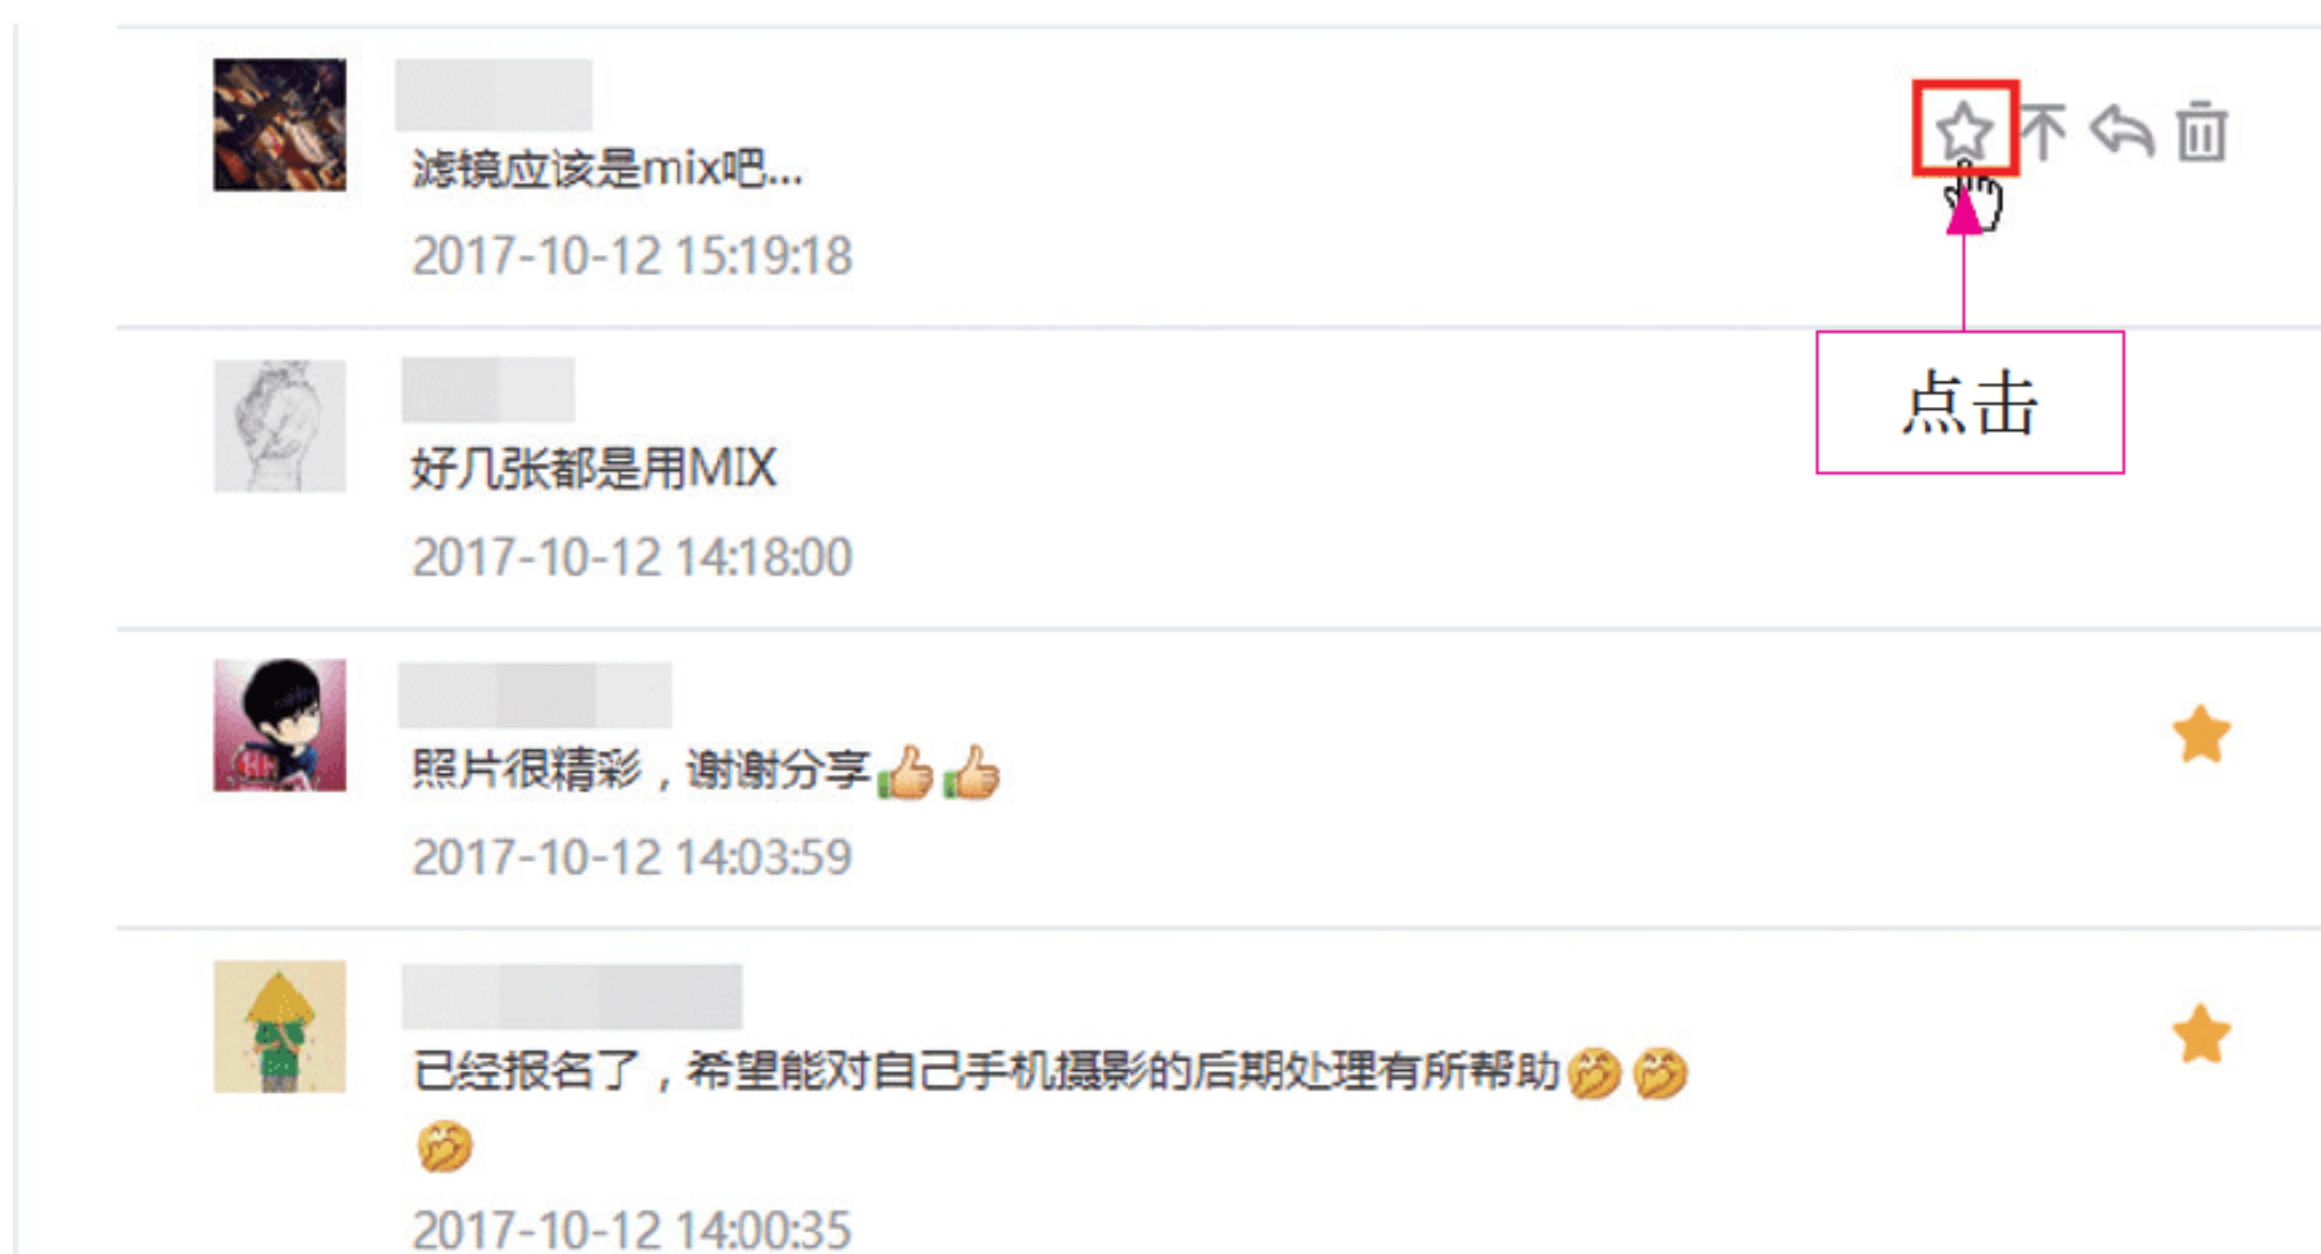 滤镜应该是mix吧...
2017-10-12 15:19:18
点击
好几张都是用MIX
2017-10-12 14:18:00
照片很精彩，谢谢分享👍👍
2017-10-12 14:03:59
已经报名了，希望能对自己手机摄影的后期处理有所帮助🤭🤭
🤭
2017-10-12 14:00:35